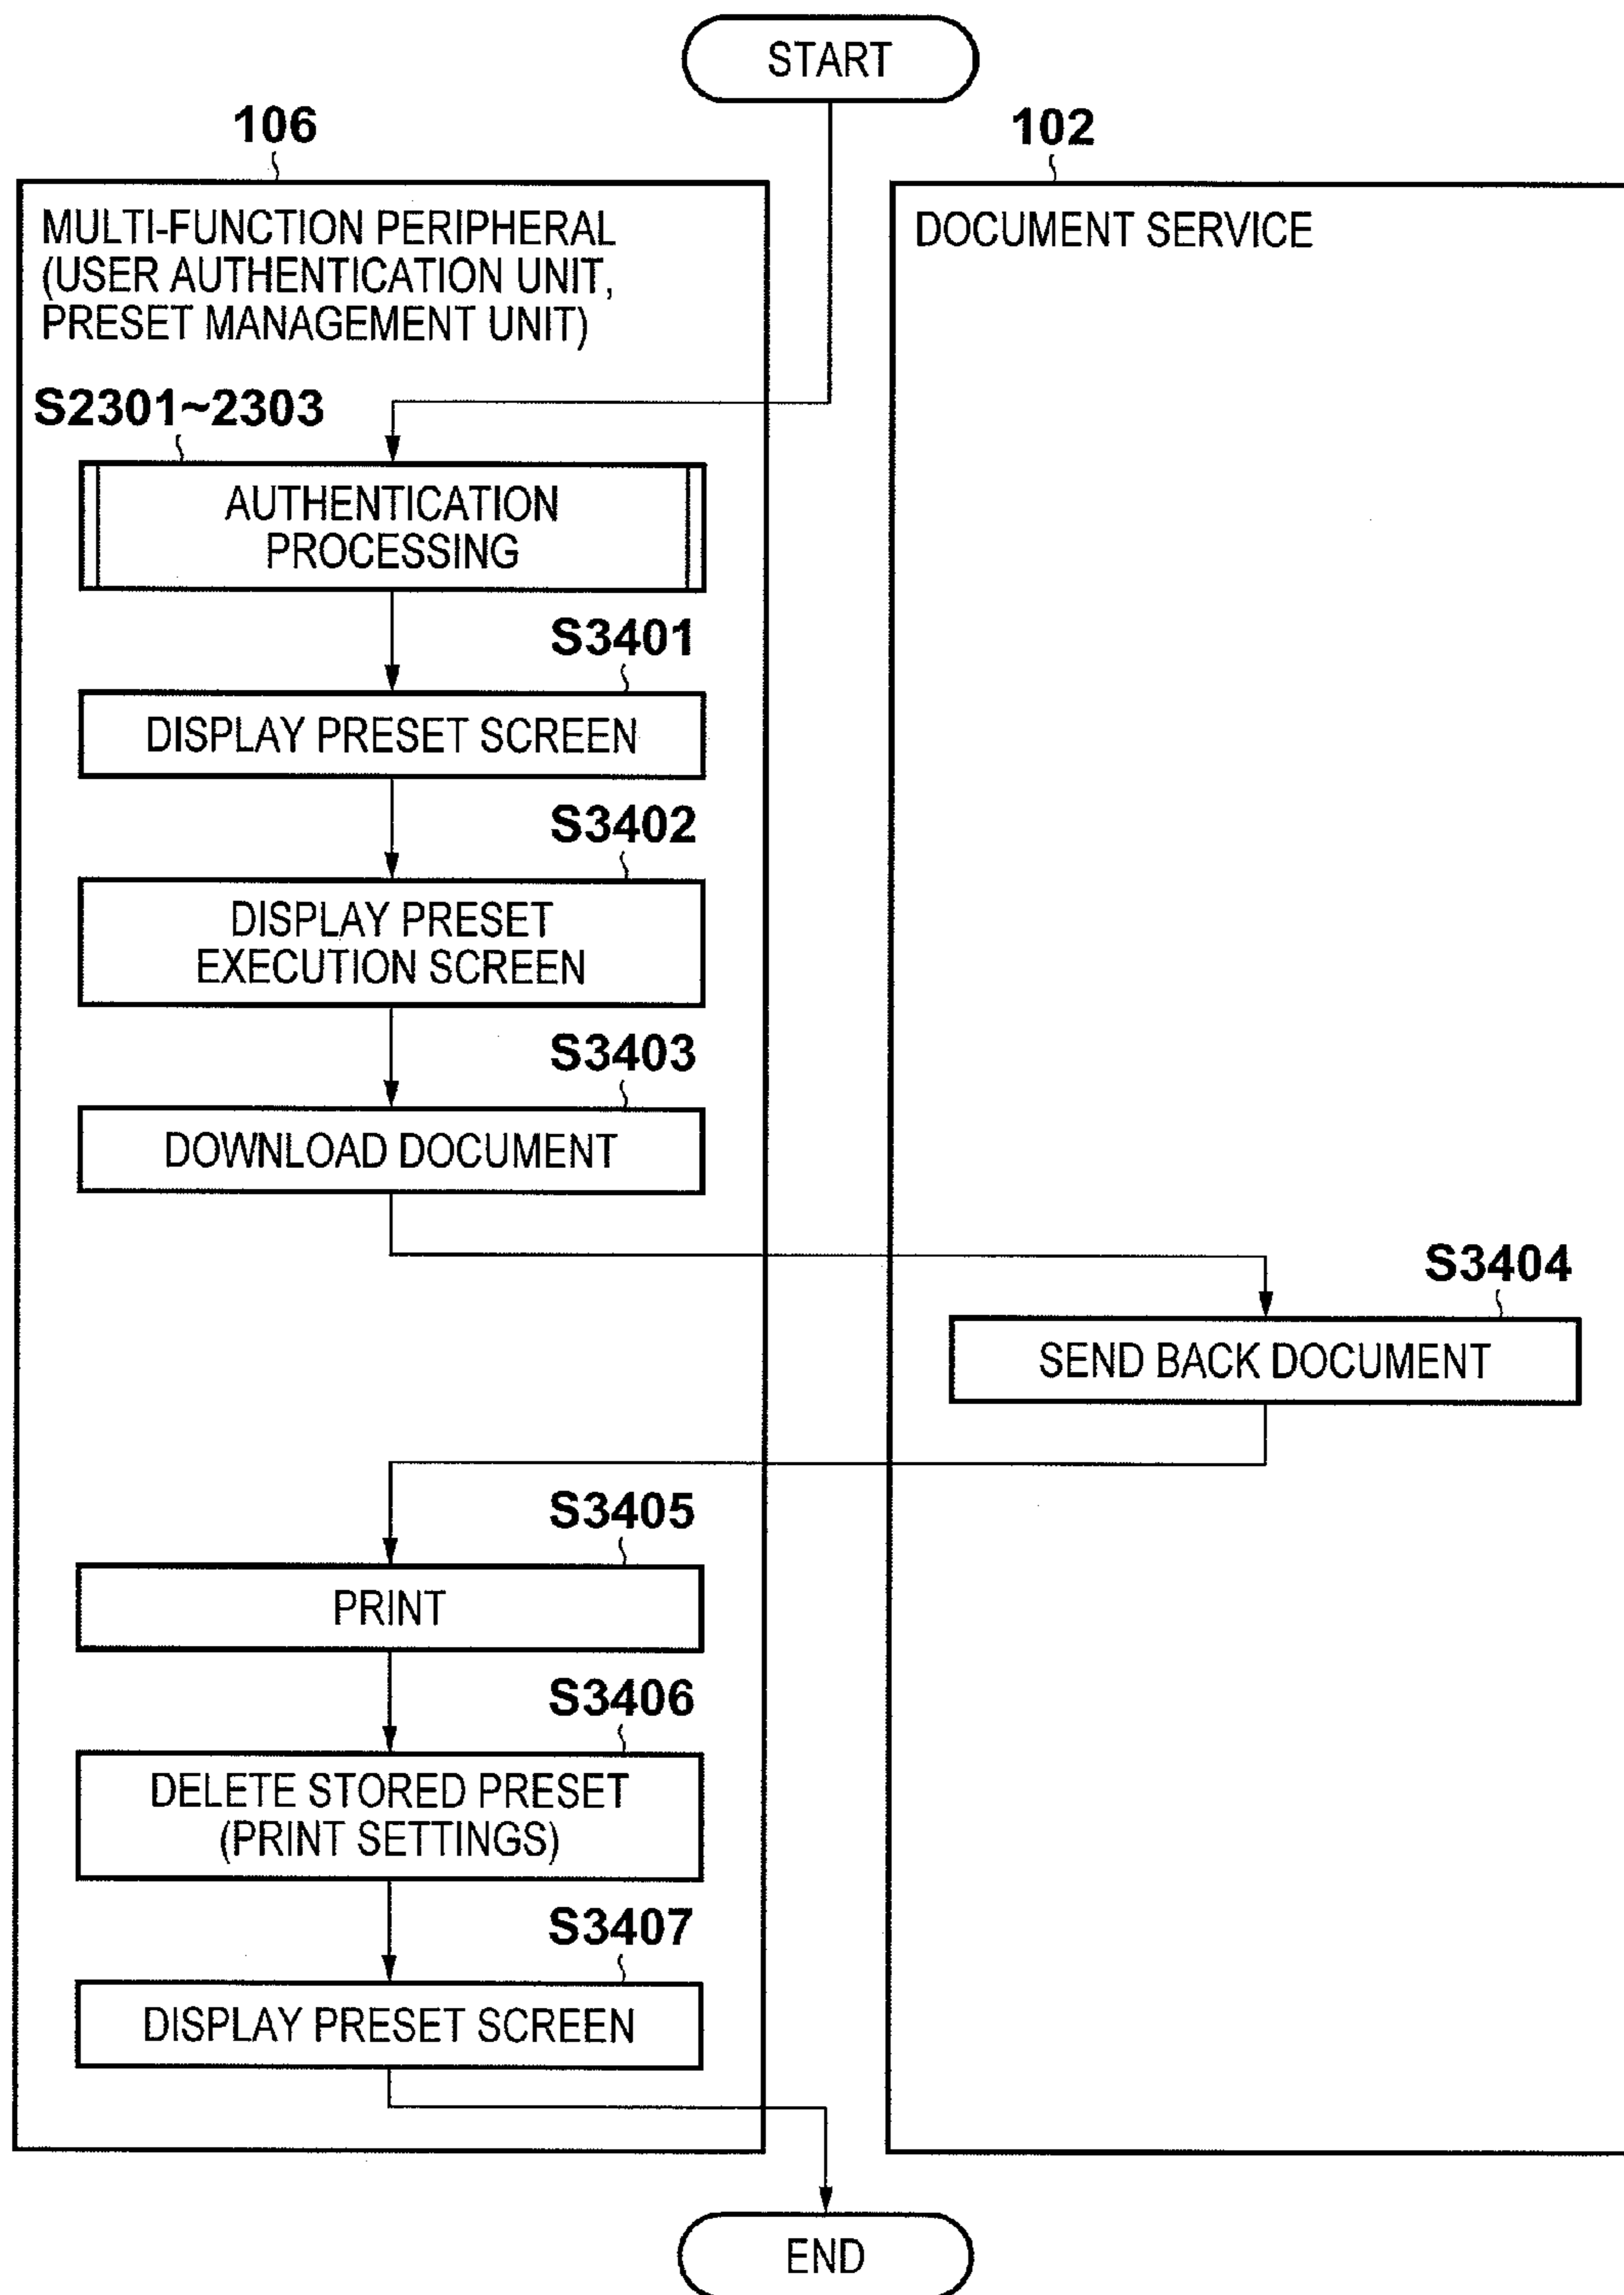 START
106
102
MULTI-FUNCTION PERIPHERAL
(USER AUTHENTICATION UNIT,
PRESET MANAGEMENT UNIT)
DOCUMENT SERVICE
S2301~2303
AUTHENTICATION
PROCESSING
S3401
DISPLAY PRESET SCREEN
S3402
DISPLAY PRESET
EXECUTION SCREEN
S3403
DOWNLOAD DOCUMENT
S3404
SEND BACK DOCUMENT
S3405
PRINT
S3406
DELETE STORED PRESET
(PRINT SETTINGS)
S3407
DISPLAY PRESET SCREEN
END